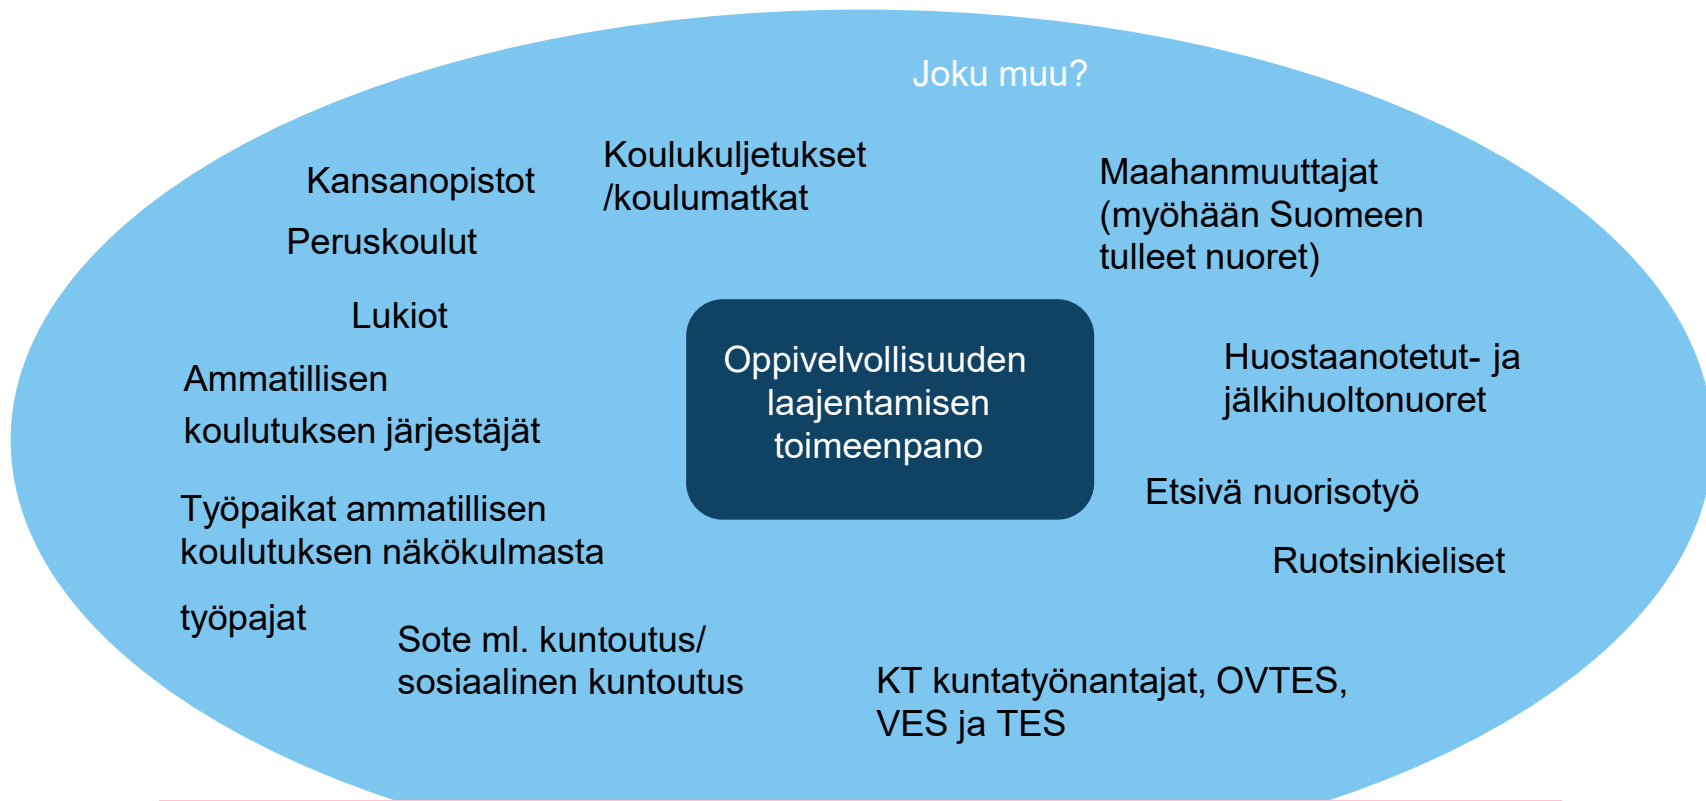 Joku muu?
Kansanopistot
Koulukuljetukset
/koulumatkat
Maahanmuuttajat
(myöhään Suomeen
tulleet nuoret)
Peruskoulut
Lukiot
Ammatillisen
koulutuksen järjestäjät
Oppivelvollisuuden
laajentamisen
toimeenpano
Huostaanotetut- ja
jälkihuoltonuoret
Etsivä nuorisotyö
Työpaikat ammatillisen
koulutuksen näkökulmasta
Ruotsinkieliset
työpajat
Sote ml. kuntoutus/
sosiaalinen kuntoutus
KT kuntatyönantajat, OVTES,
VES ja TES